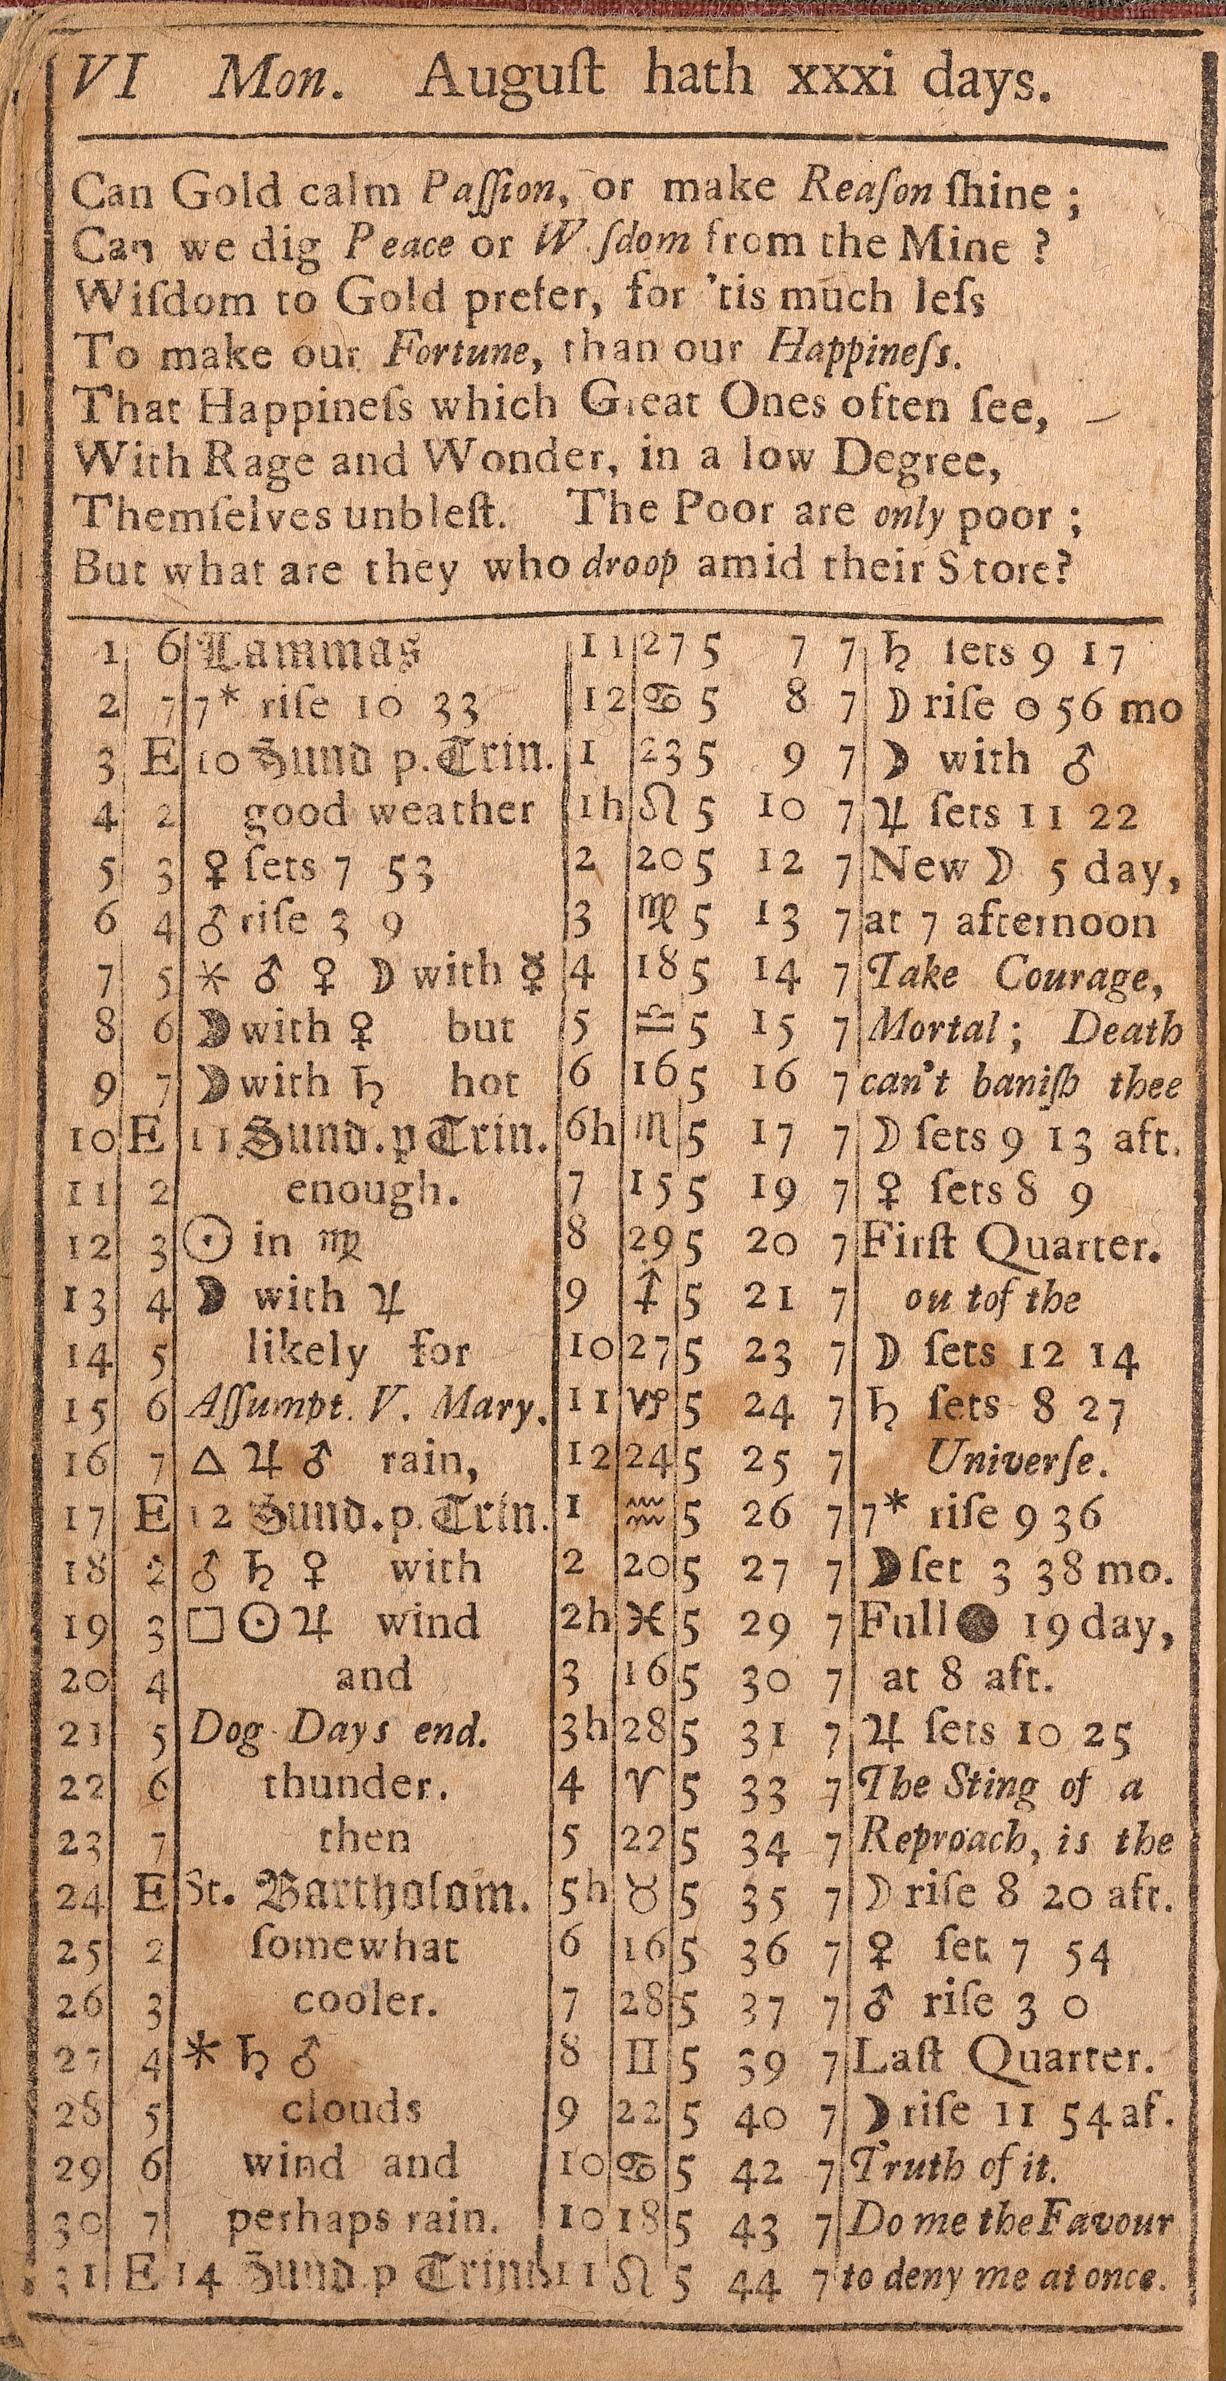 VI Mon. Auguſt hath xxxi days.
Can Gold calm Paſſion, or make Reaſon ſhine ;
Can we dig Peace or W ſdom from the Mine ?
Wiſdom to Gold prefer, for 'tis much leſs
To make our Fortune, than our Happineſs.
That Happineſs which Great Ones often ſee,
With Rage and Wonder, in a low Degree,
Themſelves unbleſt. The Poor are only poor ;
But what are they who droop amid their Store?
1 6 Lammas 11 27 5 7 7 ♄ ſets 9 17
2 7 7* riſe 10 33 12 ♋ 5 8 7 ☽ riſe 0 56 mo
3 E 10 Sund p. Trin. 1 23 5 9 7 ☽ with ♂
4 2 good weather 1h ♌ 5 10 7 ♃ ſets 11 22
5 3 ♀ ſets 7 53 2 20 5 12 7 New ☽ 5 day,
6 4 ♂ riſe 3 9 3 ♍ 5 13 7 at 7 afternoon
7 5 ⚹ ♂ ♀ ☽ with ☿ 4 18 5 14 7 Take Courage,
8 6 ☽ with ♀ but 5 ♎ 5 15 7 Mortal ; Death
9 7 ☽ with ♄ hot 6 16 5 16 7 can't baniſh thee
10 E 11 Sund. p Trin. 6h ♏ 5 17 7 ☽ ſets 9 13 aft.
11 2 enough. 7 15 5 19 7 ♀ ſets 8 9
12 3 ☉ in ♍ 8 29 5 20 7 Firſt Quarter.
13 4 ☽ with ♃ 9 ♐ 5 21 7 ou tof the
14 5 likely for 10 27 5 23 7 ☽ ſets 12 14
15 6 Aſſumpt. V. Mary. 11 ♑ 5 24 7 ♄ ſets 8 27
16 7 △ ♃ ♂ rain, 12 24 5 25 7 Univerſe.
17 E 12 Sund. p. Trin. 1 ♒ 5 26 7 7* riſe 9 36
18 2 ♂ ♄ ♀ with 2 20 5 27 7 ☽ ſet 3 38 mo.
19 3 □ ☉ ♃ wind 2h ♓ 5 29 7 Full ● 19 day,
20 4 and 3 16 5 30 7 at 8 aft.
21 5 Dog Days end. 3h 28 5 31 7 ♃ ſets 10 25
22 6 thunder. 4 ♈ 5 33 7 The Sting of a
23 7 then 5 22 5 34 7 Reproach, is the
24 E St. Bartholom. 5h ♉ 5 35 7 ☽ riſe 8 20 aft.
25 2 ſomewhat 6 16 5 36 7 ♀ ſet 7 54
26 3 cooler. 7 28 5 37 7 ♂ riſe 3 0
27 4 ⚹ ♄ ♂ 8 ♊ 5 39 7 Laſt Quarter.
28 5 clouds 9 22 5 40 7 ☽ riſe 11 54 af.
29 6 wind and 10 ♋ 5 42 7 Truth of it.
30 7 perhaps rain. 10 18 5 43 7 Do me the Favour
31 E 14 Sund. p Trin 11 ♌ 5 44 7 to deny me at once.